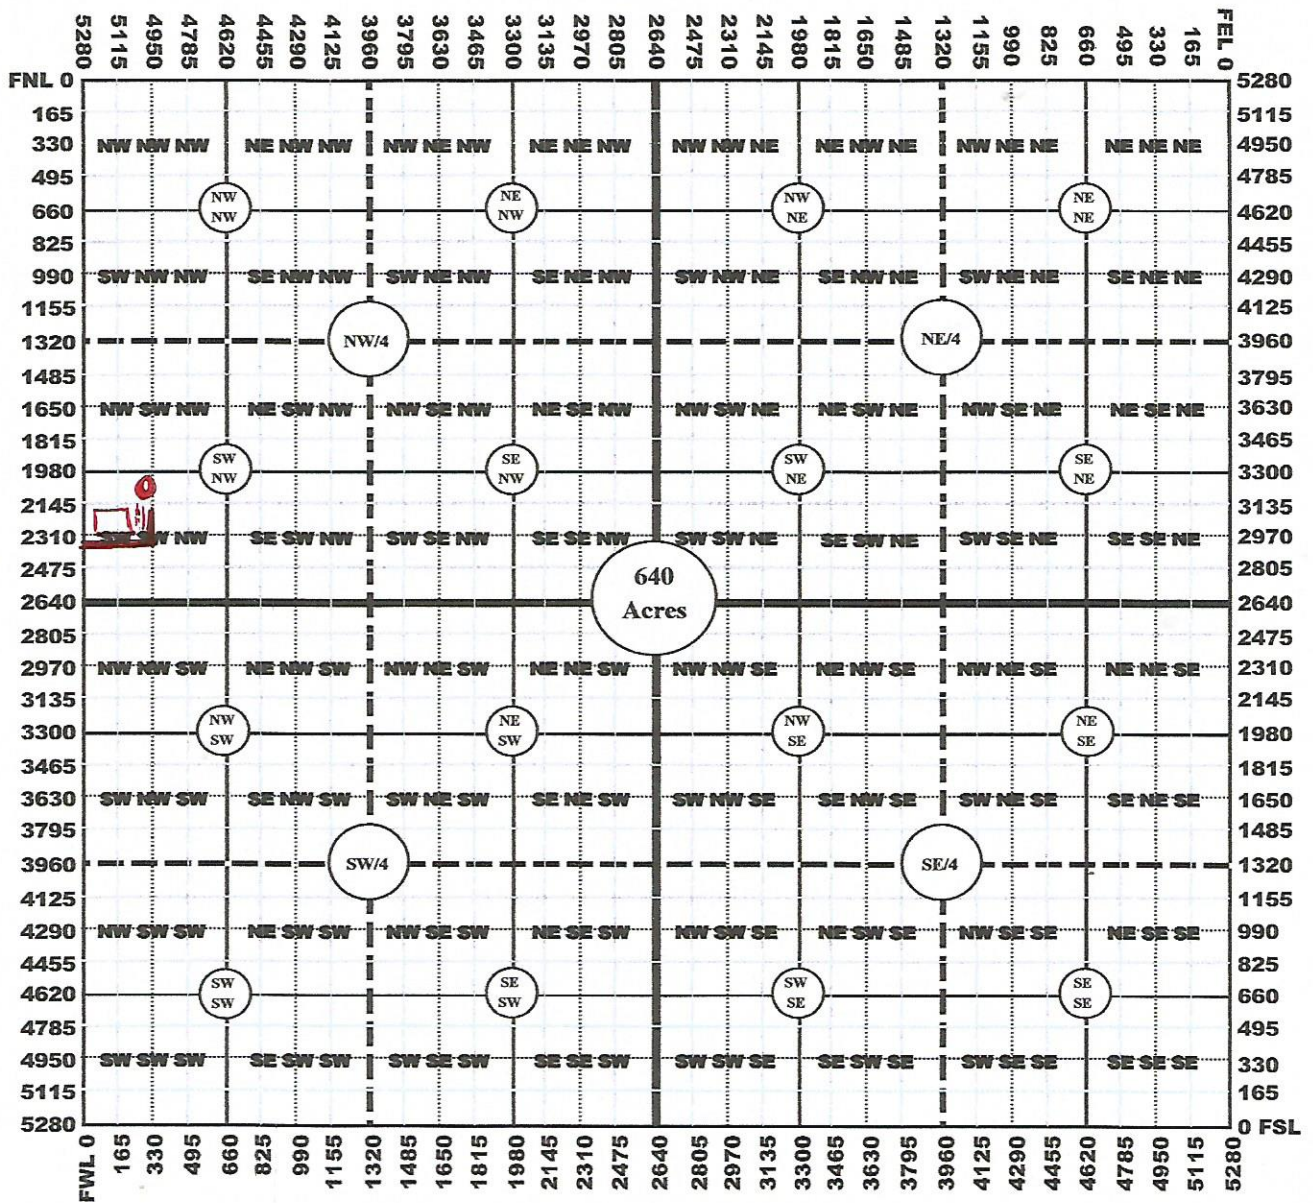 5280 5115 4950 4785 4620 4455 4290 4125 3960 3795 3630 3465 3300 3135 2970 2805 2640 2475 2310 2145 1980 1815 1650 1485 1320 1155 990 825 660 495 330 165 FEL 0
FNL 0 5280
165 5115
330 NW NW NW NE NW NW NW NE NW NE NE NW NW NW NE NE NW NE NW NE NE NE NE NE 4950
495 4785
NW NE NW NE
660 NW NW NE NE 4620
825 4455
990 SW NW NW SE NW NW SW NE NW SE NE NW SW NW NE SE NW NE SW NE NE SE NE NE 4290
1155 4125
1320 NW/4 NE/4 3960
1485 3795
1650 NW SW NW NE SW NW NW SE NW NE SE NW NW SW NE NE SW NE NW SE NE NE SE NE 3630
1815 3465
SW SE SW SE
1980 NW NW NE NE 3300
2145 3135
2310 SW SW NW SE SW NW SW SE NW SE SE NW SW SW NE SE SW NE SW SE NE SE SE NE 2970
2475 640 2805
2640 Acres 2640
2805 2475
2970 NW NW SW NE NW SW NW NE SW NE NE SW NW NW SE NE NW SE NW NE SE NE NE SE 2310
3135 2145
NW NE NW NE
3300 SW SW SE SE 1980
3465 1815
3630 SW NW SW SE NW SW SW NE SW SE NE SW SW NW SE SE NW SE SW NE SE SE NE SE 1650
3795 1485
3960 SW/4 SE/4 1320
4125 1155
4290 NW SW SW NE SW SW NW SE SW NE SE SW NW SW SE NE SW SE NW SE SE NE SE SE 990
4455 825
SW SE SW SE
4620 SW SW SE SE 660
4785 495
4950 SW SW SW SE SW SW SW SE SW SE SE SW SW SW SE SE SW SE SW SE SE SE SE SE 330
5115 165
5280 0 FSL
FWL 0 165 330 495 660 825 990 1155 1320 1485 1650 1815 1980 2145 2310 2475 2640 2805 2970 3135 3300 3465 3630 3795 3960 4125 4290 4455 4620 4785 4950 5115 5280